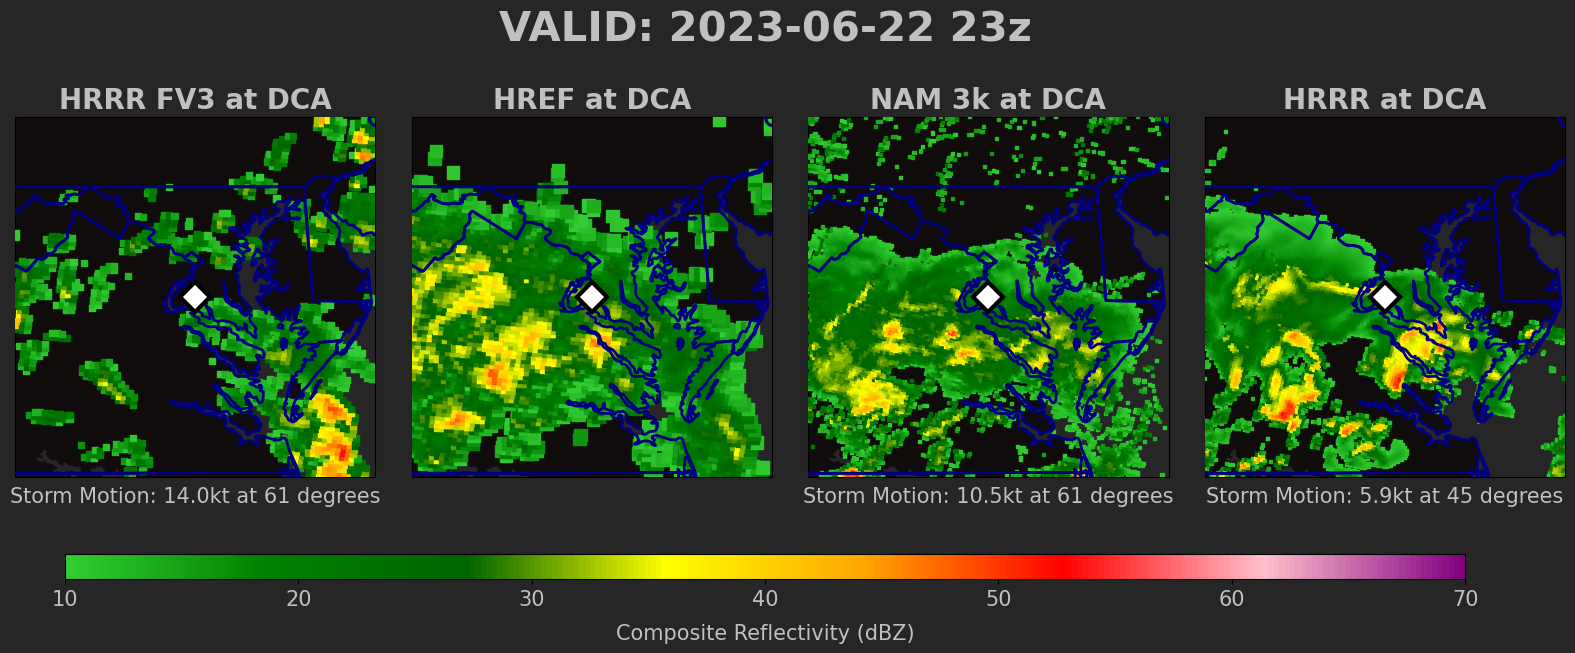 VALID: 2023-06-22 23z
HRRR FV3 at DCA
HREF at DCA
NAM 3k at DCA
HRRR at DCA
Storm Motion: 14.0kt at 61 degrees
Storm Motion: 10.5kt at 61 degrees
Storm Motion: 5.9kt at 45 degrees
10 20 30 40 50 60 70
Composite Reflectivity (dBZ)